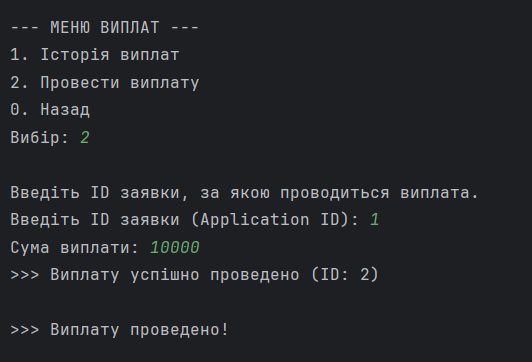 --- МЕНЮ ВИПЛАТ ---
1. Історія виплат
2. Провести виплату
0. Назад
Вибір: 2
Введіть ID заявки, за якою проводиться виплата.
Введіть ID заявки (Application ID): 1
Сума виплати: 10000
>>> Виплату успішно проведено (ID: 2)
>>> Виплату проведено!